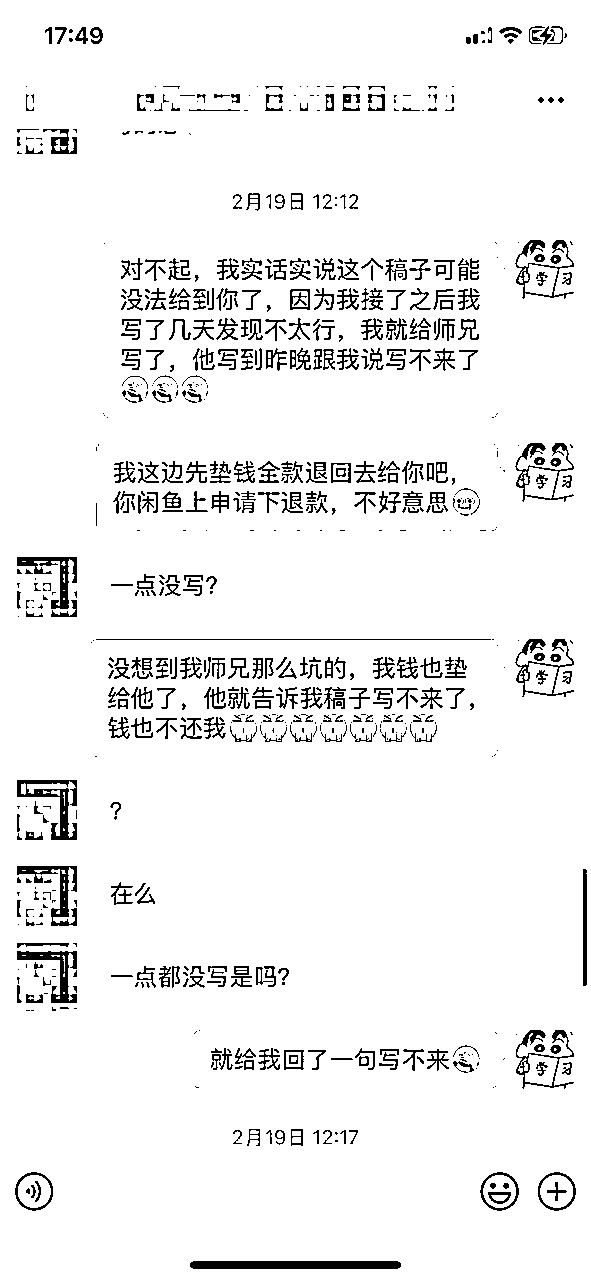 17:49
2月19日 12:12
对不起，我实话实说这个稿子可能
没法给到你了，因为我接了之后我
写了几天发现不太行，我就给师兄
写了，他写到昨晚跟我说写不来了
学习
我这边先垫钱全款退回去给你吧，
你闲鱼上申请下退款，不好意思
学习
一点没写?
没想到我师兄那么坑的，我钱也垫
给他了，他就告诉我稿子写不来了，
钱也不还我
学习
?
在么
一点都没写是吗?
就给我回了一句写不来
学习
2月19日 12:17